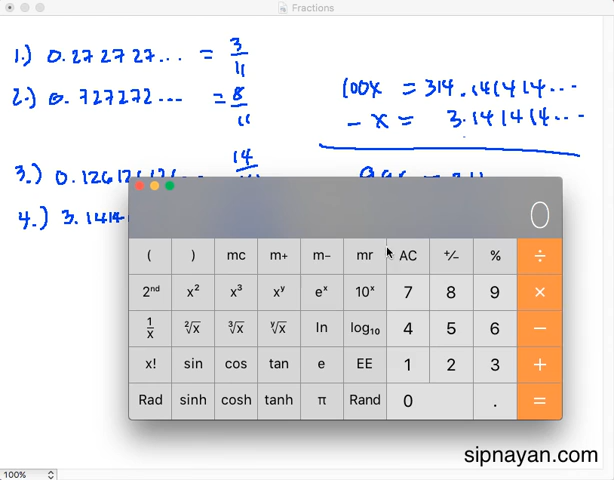 Fractions
1.) 0.272727... = 3/11
2.) 0.727272... = 8/11
100x = 314.141414...
- x = 3.141414...
14
3.) 0.126126126
4.) 3.1414
0
( ) mc m+ m- mr AC +/- % ÷
2nd x² x³ xʸ eˣ 10ˣ 7 8 9 ×
1/x ²√x ³√x ʸ√x ln log₁₀ 4 5 6 −
x! sin cos tan e EE 1 2 3 +
Rad sinh cosh tanh π Rand 0 . =
sipnayan.com
100%